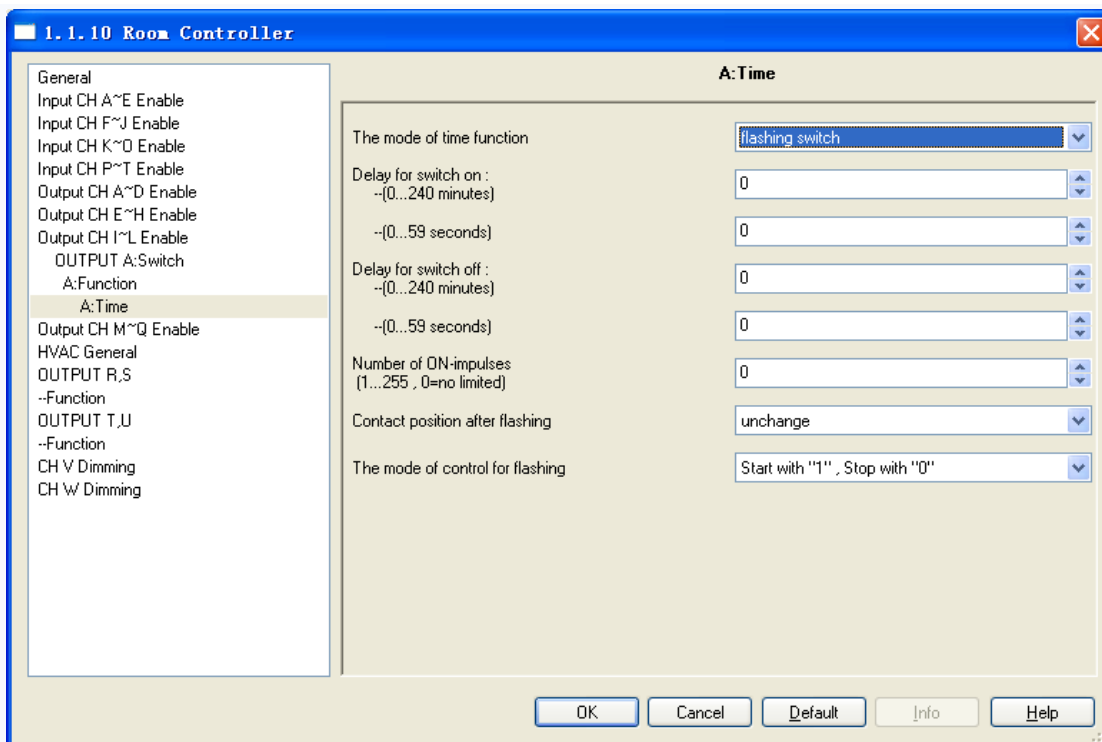 1.1.10 Room Controller
General
Input CH A~E Enable
Input CH F~J Enable
Input CH K~O Enable
Input CH P~T Enable
Output CH A~D Enable
Output CH E~H Enable
Output CH I~L Enable
OUTPUT A:Switch
A:Function
A:Time
Output CH M~Q Enable
HVAC General
OUTPUT R,S
--Function
OUTPUT T,U
--Function
CH V Dimming
CH W Dimming
A:Time
The mode of time function flashing switch
Delay for switch on :
--(0...240 minutes) 0
--(0...59 seconds) 0
Delay for switch off :
--(0...240 minutes) 0
--(0...59 seconds) 0
Number of ON-impulses
(1...255 , 0=no limited) 0
Contact position after flashing unchange
The mode of control for flashing Start with "1" , Stop with "0"
OK Cancel Default Info Help